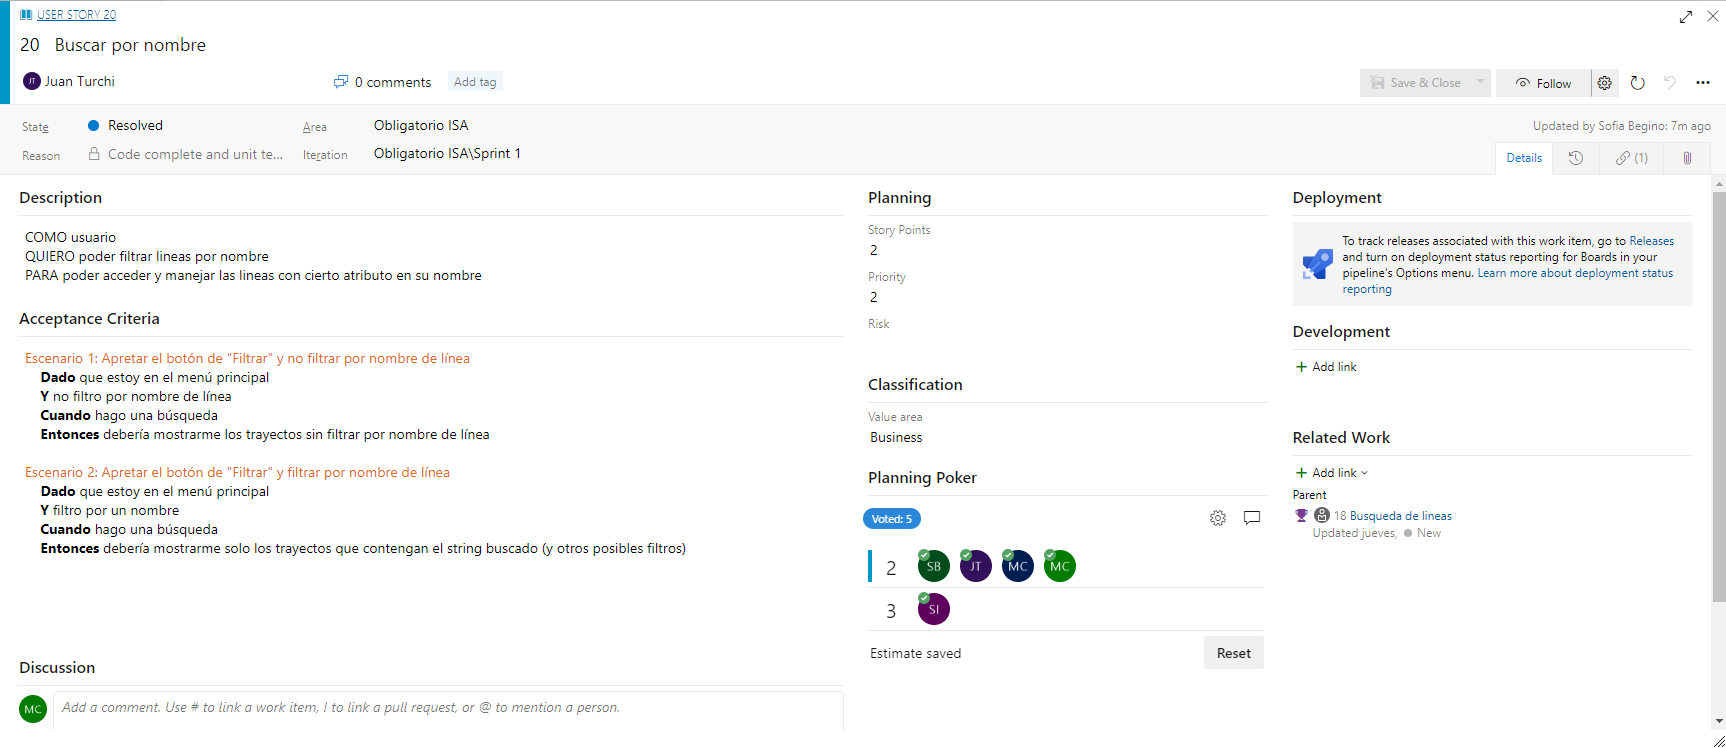 USER STORY 20
20 Buscar por nombre
JT Juan Turchi
0 comments
Add tag
Save & Close
Follow
State
Resolved
Area
Obligatorio ISA
Updated by Sofia Begino: 7m ago
Reason
Code complete and unit te...
Iteration
Obligatorio ISA\Sprint 1
Details
(1)
Description
COMO usuario
QUIERO poder filtrar lineas por nombre
PARA poder acceder y manejar las lineas con cierto atributo en su nombre
Acceptance Criteria
Escenario 1: Apretar el botón de "Filtrar" y no filtrar por nombre de línea
Dado que estoy en el menú principal
Y no filtro por nombre de línea
Cuando hago una búsqueda
Entonces debería mostrarme los trayectos sin filtrar por nombre de línea
Escenario 2: Apretar el botón de "Filtrar" y filtrar por nombre de línea
Dado que estoy en el menú principal
Y filtro por un nombre
Cuando hago una búsqueda
Entonces debería mostrarme solo los trayectos que contengan el string buscado (y otros posibles filtros)
Discussion
MC
Add a comment. Use # to link a work item, ! to link a pull request, or @ to mention a person.
Planning
Story Points
2
Priority
2
Risk
Classification
Value area
Business
Planning Poker
Voted: 5
2 SB JT MC MC
3 SI
Estimate saved
Reset
Deployment
To track releases associated with this work item, go to Releases
and turn on deployment status reporting for Boards in your
pipeline's Options menu. Learn more about deployment status
reporting
Development
Add link
Related Work
Add link
Parent
18 Busqueda de lineas
Updated jueves, New